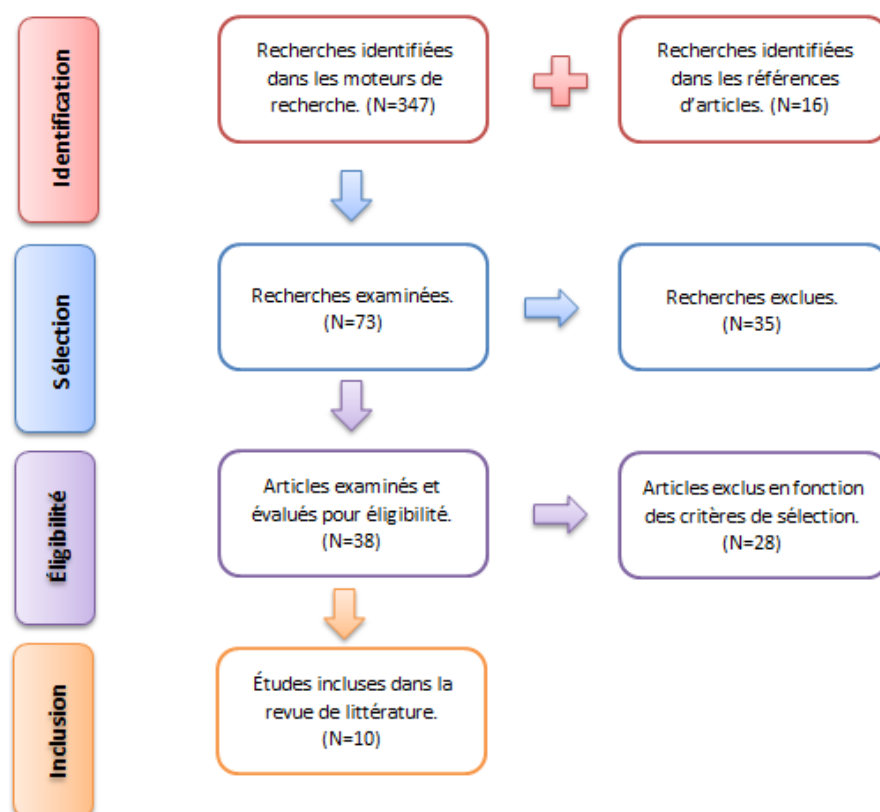 Identification
Recherches identifiées
dans les moteurs de
recherche. (N=347)
Recherches identifiées
dans les références
d'articles. (N=16)
Sélection
Recherches examinées.
(N=73)
Recherches exclues.
(N=35)
Éligibilité
Articles examinés et
évalués pour éligibilité.
(N=38)
Articles exclus en fonction
des critères de sélection.
(N=28)
Inclusion
Études incluses dans la
revue de littérature.
(N=10)